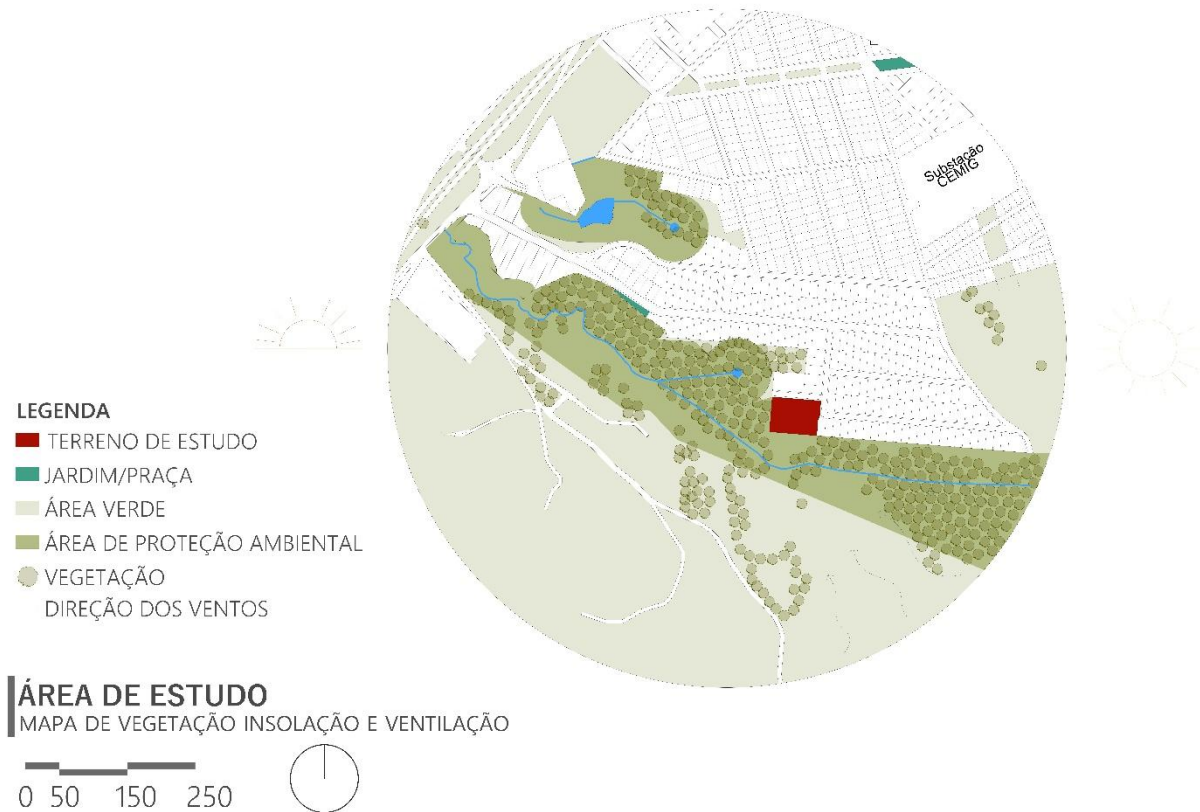 Substação
CEMIG
LEGENDA
TERRENO DE ESTUDO
JARDIM/PRAÇA
ÁREA VERDE
ÁREA DE PROTEÇÃO AMBIENTAL
VEGETAÇÃO
DIREÇÃO DOS VENTOS
ÁREA DE ESTUDO
MAPA DE VEGETAÇÃO INSOLAÇÃO E VENTILAÇÃO
0 50 150 250